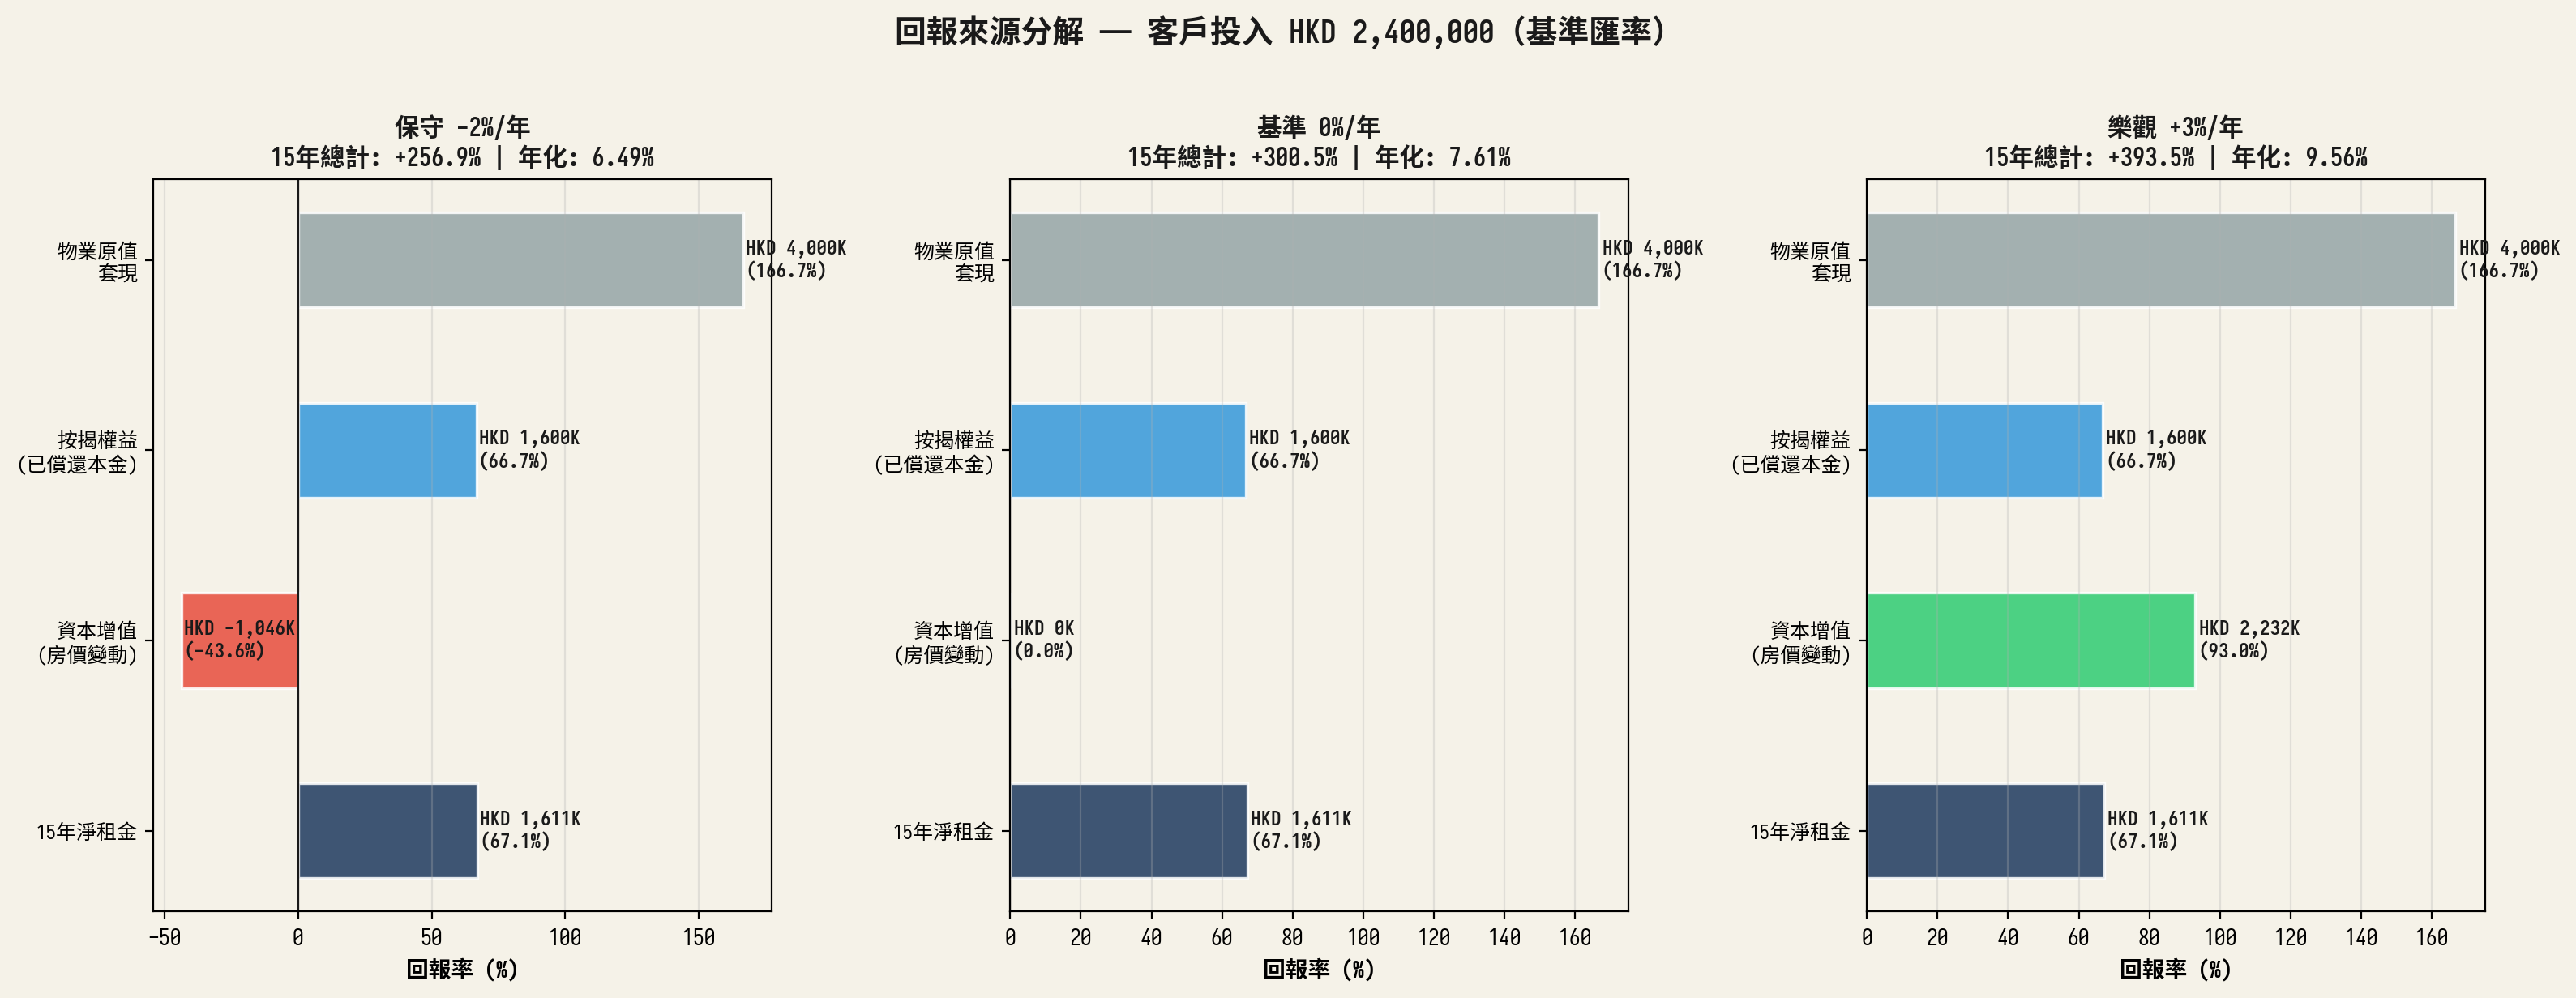 回報來源分解 — 客戶投入 HKD 2,400,000 (基準匯率)
保守 -2%/年
15年總計: +256.9% | 年化: 6.49%
物業原值
套現
HKD 4,000K
(166.7%)
按揭權益
(已償還本金)
HKD 1,600K
(66.7%)
資本增值
(房價變動)
HKD -1,046K
(-43.6%)
15年淨租金
HKD 1,611K
(67.1%)
-50 0 50 100 150
回報率 (%)
基準 0%/年
15年總計: +300.5% | 年化: 7.61%
物業原值
套現
HKD 4,000K
(166.7%)
按揭權益
(已償還本金)
HKD 1,600K
(66.7%)
資本增值
(房價變動)
HKD 0K
(0.0%)
15年淨租金
HKD 1,611K
(67.1%)
0 20 40 60 80 100 120 140 160
回報率 (%)
樂觀 +3%/年
15年總計: +393.5% | 年化: 9.56%
物業原值
套現
HKD 4,000K
(166.7%)
按揭權益
(已償還本金)
HKD 1,600K
(66.7%)
資本增值
(房價變動)
HKD 2,232K
(93.0%)
15年淨租金
HKD 1,611K
(67.1%)
0 20 40 60 80 100 120 140 160
回報率 (%)